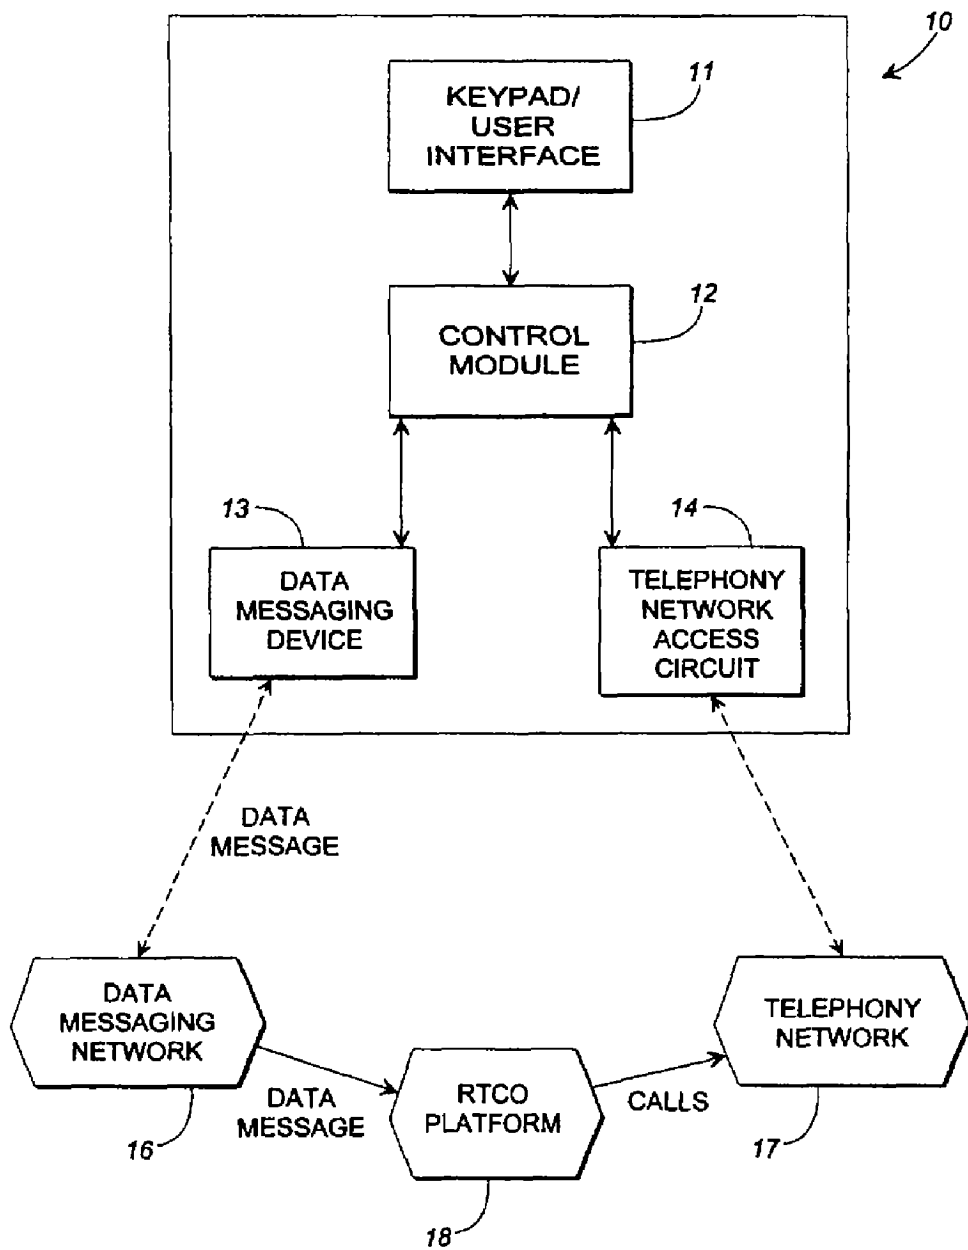 10
11
KEYPAD/
USER
INTERFACE
12
CONTROL
MODULE
13
DATA
MESSAGING
DEVICE
14
TELEPHONY
NETWORK
ACCESS
CIRCUIT
DATA
MESSAGE
DATA
MESSAGING
NETWORK
16
DATA
MESSAGE
RTCO
PLATFORM
18
CALLS
TELEPHONY
NETWORK
17